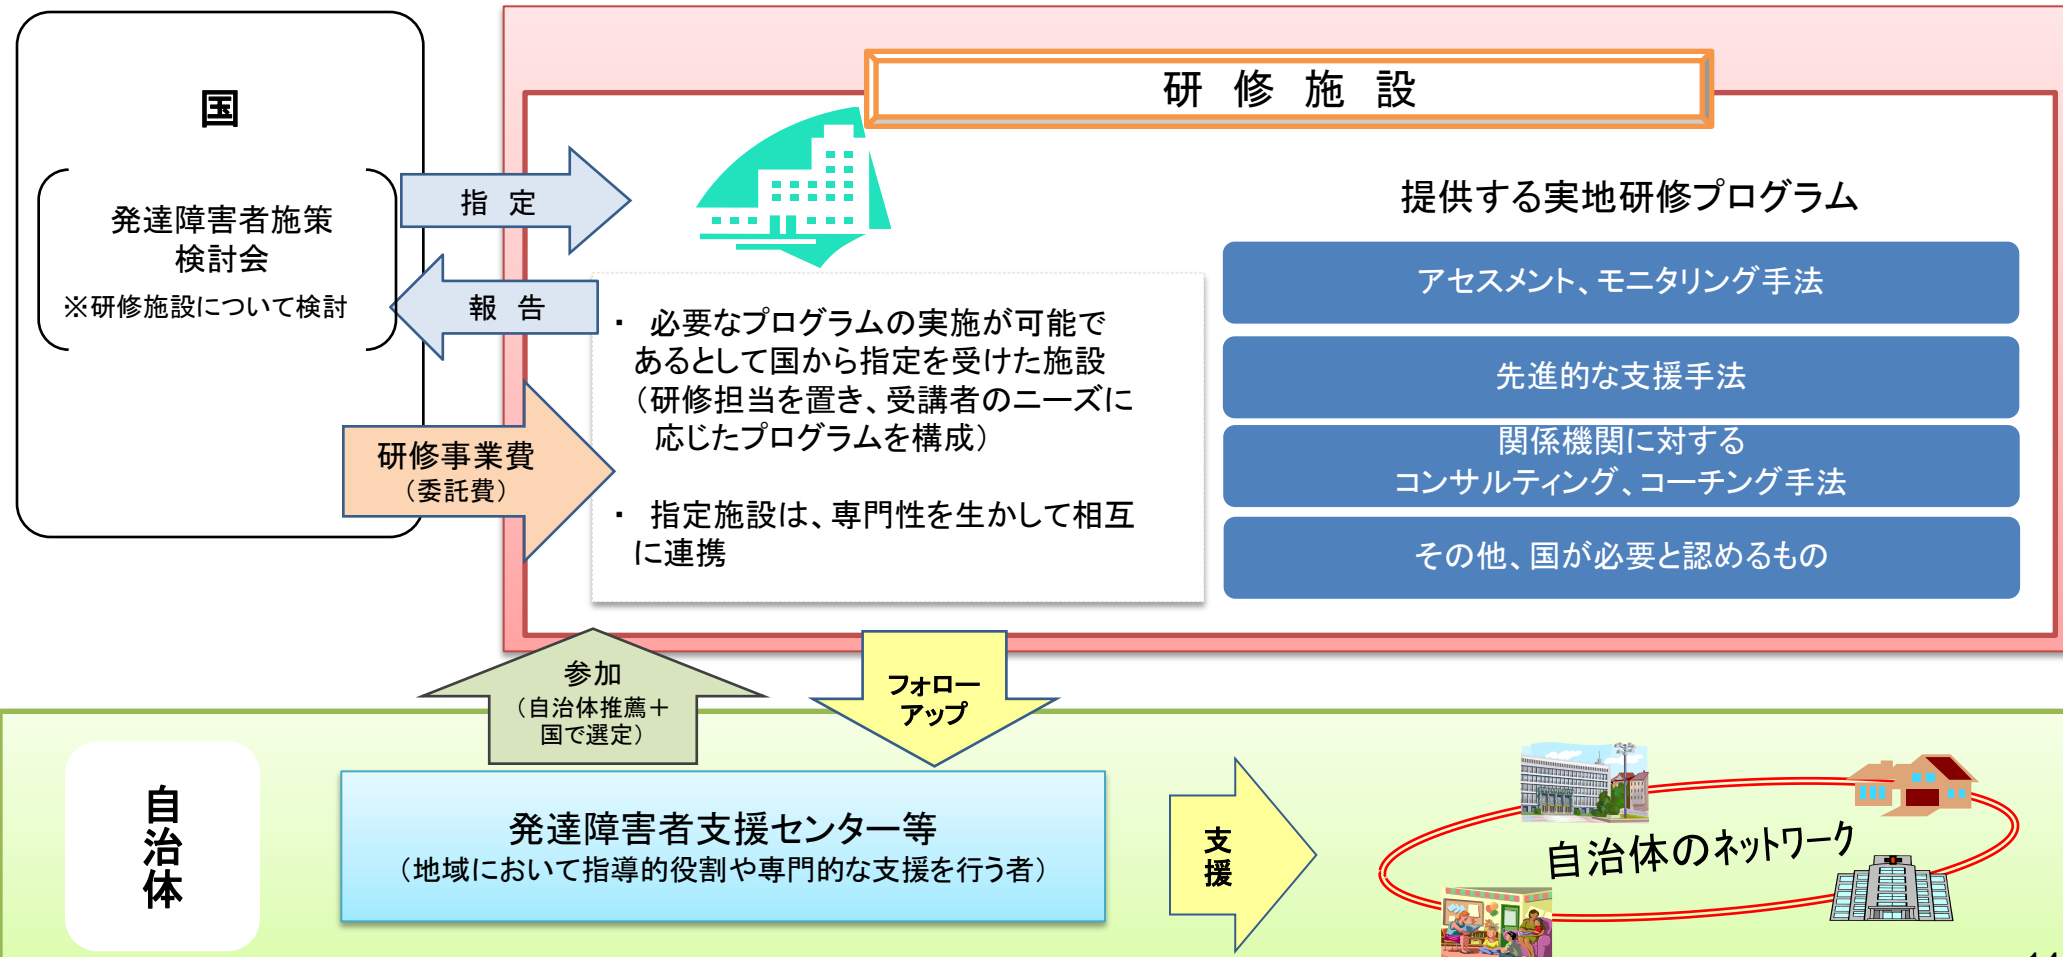 国
発達障害者施策
検討会
※研修施設について検討
指 定
報 告
研修事業費
（委託費）
研 修 施 設
・ 必要なプログラムの実施が可能で
あるとして国から指定を受けた施設
（研修担当を置き、受講者のニーズに
応じたプログラムを構成）
・ 指定施設は、専門性を生かして相互
に連携
提供する実地研修プログラム
アセスメント、モニタリング手法
先進的な支援手法
関係機関に対する
コンサルティング、コーチング手法
その他、国が必要と認めるもの
参加
（自治体推薦＋
国で選定）
フォロー
アップ
自治体
発達障害者支援センター等
（地域において指導的役割や専門的な支援を行う者）
支援
自治体のネットワーク